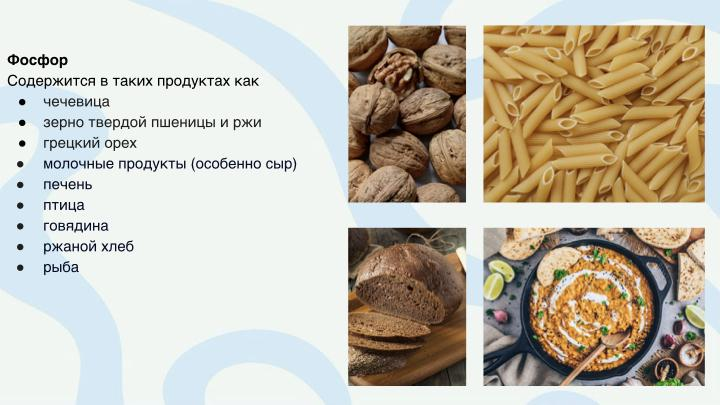 Фосфор
Содержится в таких продуктах как
● чечевица
● зерно твердой пшеницы и ржи
● грецкий орех
● молочные продукты (особенно сыр)
● печень
● птица
● говядина
● ржаной хлеб
● рыба